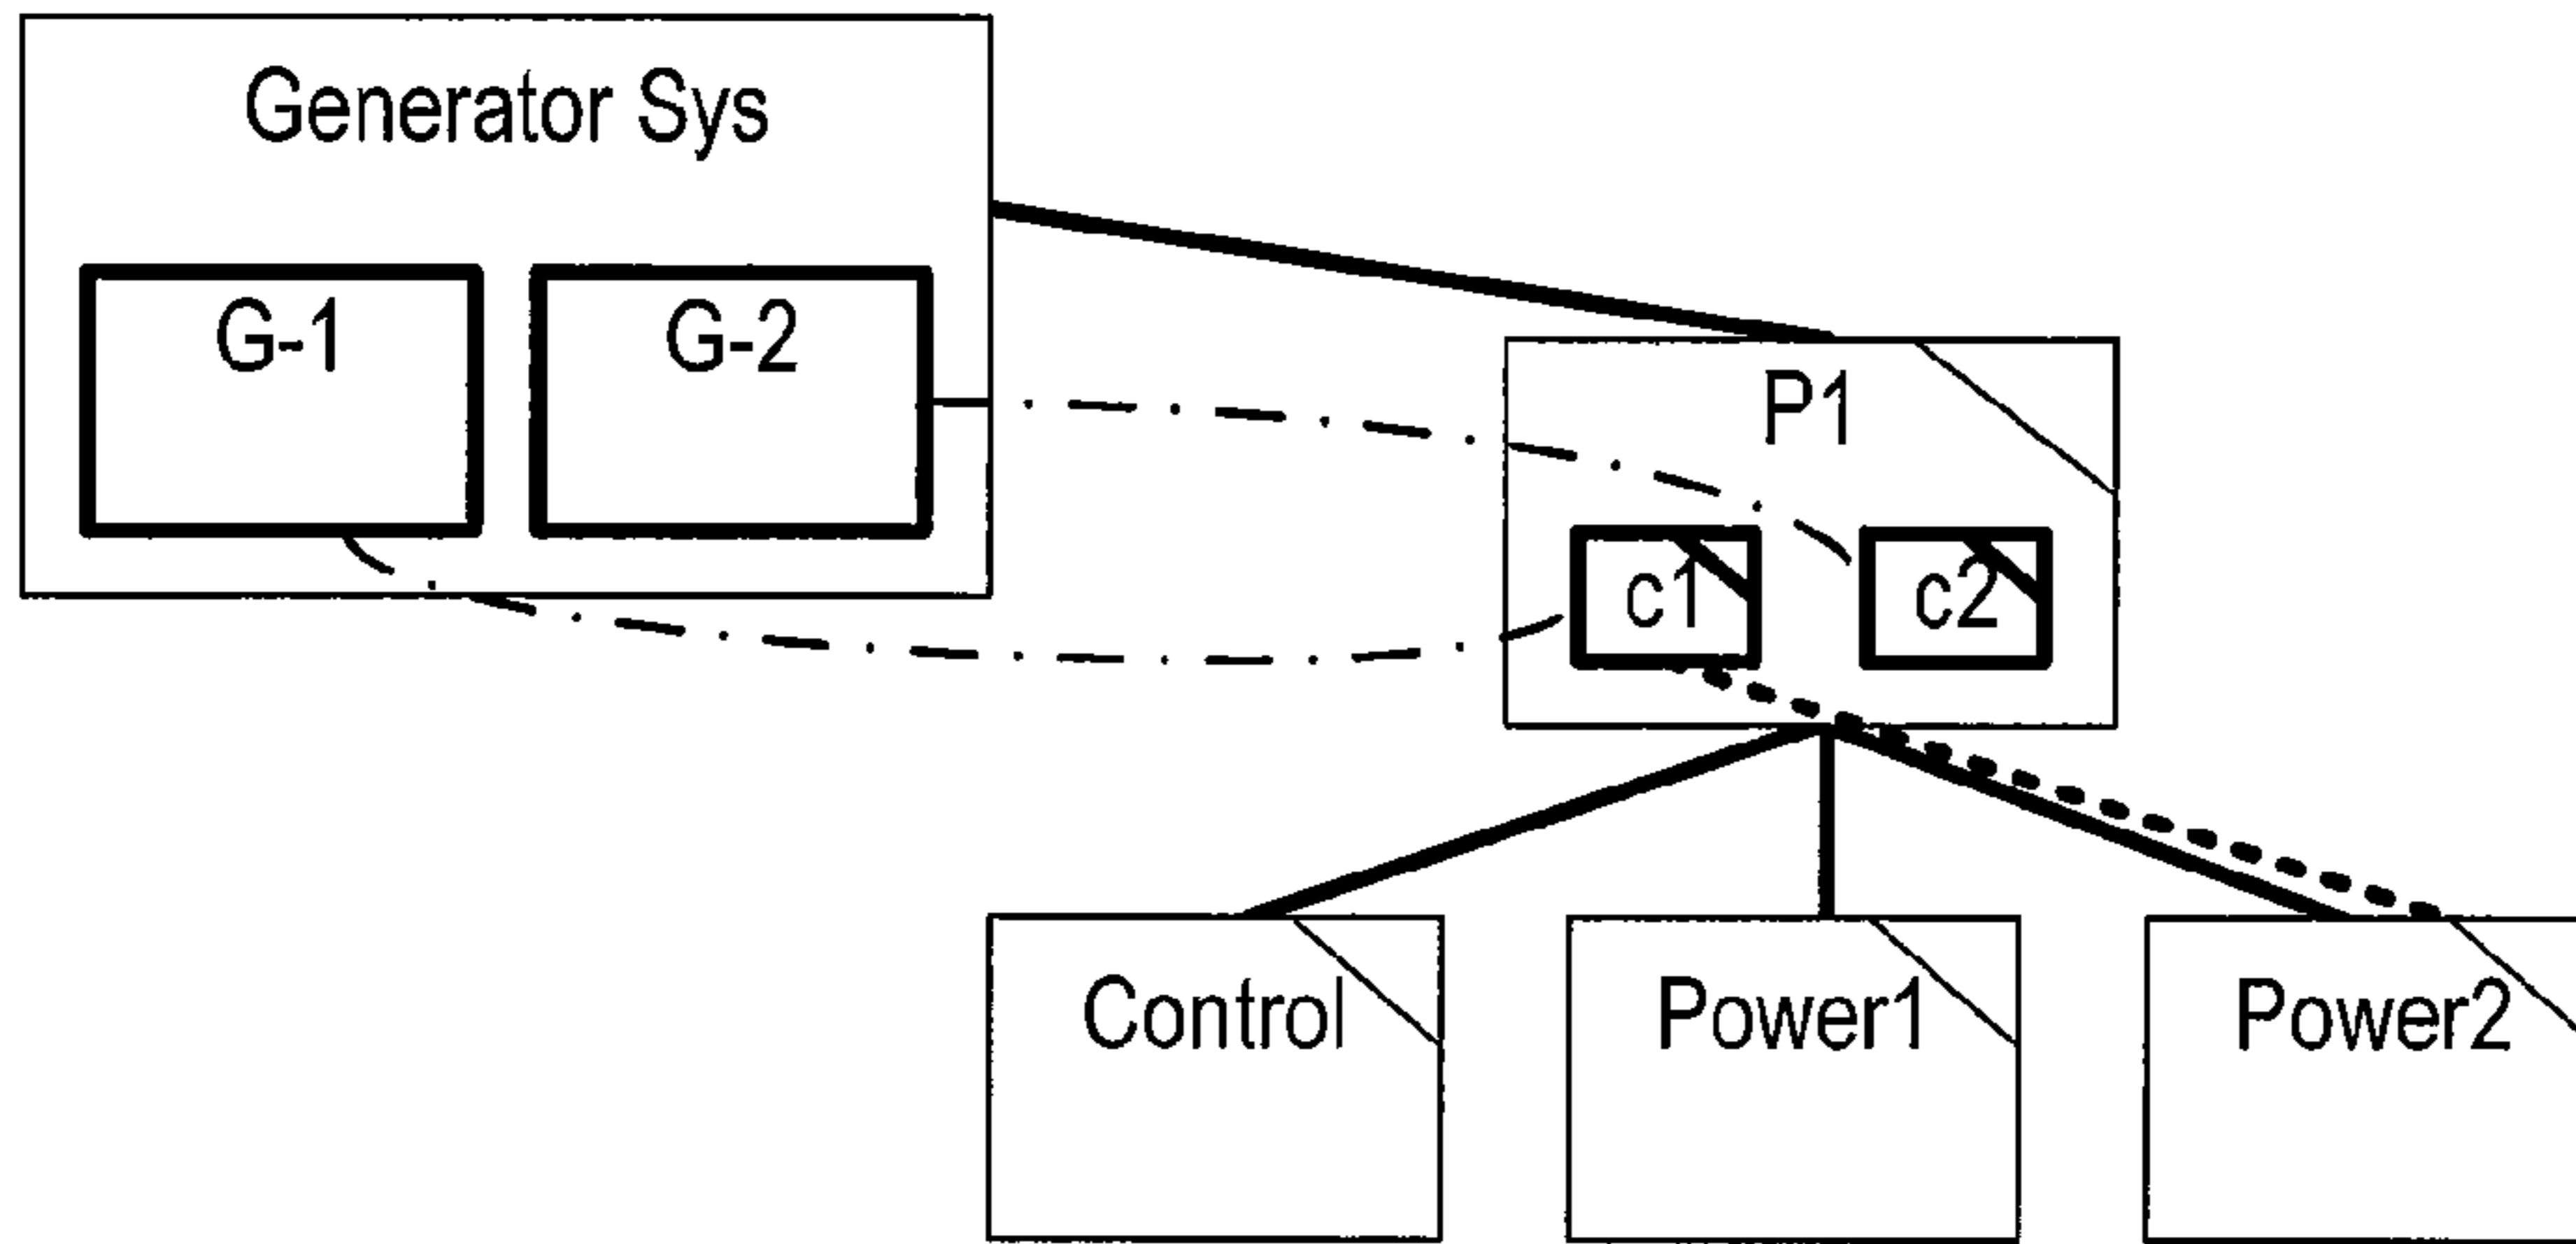 Generator Sys
G-1
G-2
P1
c1
c2
Control
Power1
Power2